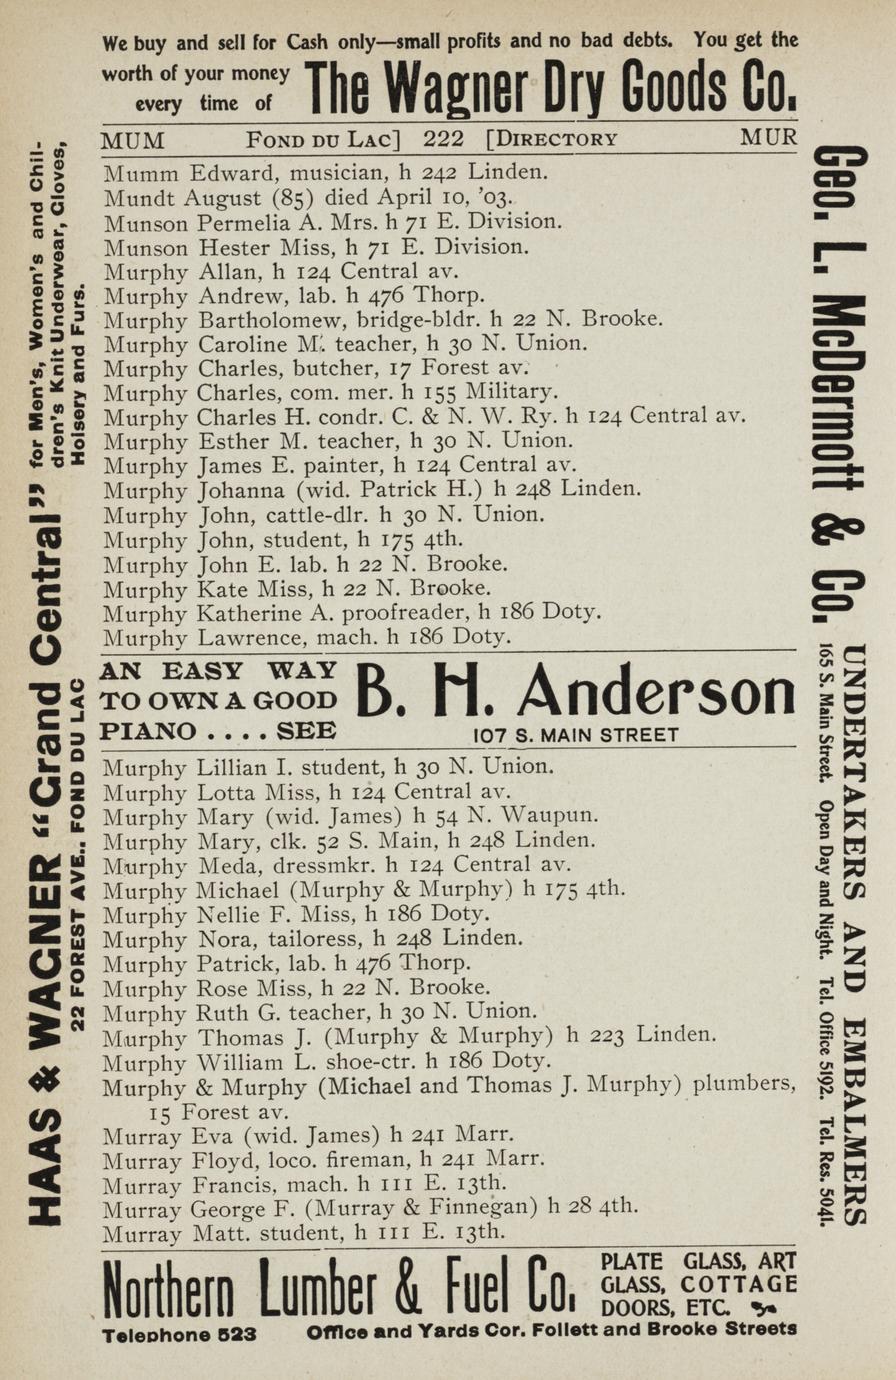 We buy and sell for Cash only—small profits and no bad debts. You get the
worth of your money
every time of
The Wagner Dry Goods Co.
MUM FOND DU LAC] 222 [DIRECTORY MUR
Mumm Edward, musician, h 242 Linden.
Mundt August (85) died April 10, '03.
Munson Permelia A. Mrs. h 71 E. Division.
Munson Hester Miss, h 71 E. Division.
Murphy Allan, h 124 Central av.
Murphy Andrew, lab. h 476 Thorp.
Murphy Bartholomew, bridge-bldr. h 22 N. Brooke.
Murphy Caroline M. teacher, h 30 N. Union.
Murphy Charles, butcher, 17 Forest av.
Murphy Charles, com. mer. h 155 Military.
Murphy Charles H. condr. C. & N. W. Ry. h 124 Central av.
Murphy Esther M. teacher, h 30 N. Union.
Murphy James E. painter, h 124 Central av.
Murphy Johanna (wid. Patrick H.) h 248 Linden.
Murphy John, cattle-dlr. h 30 N. Union.
Murphy John, student, h 175 4th.
Murphy John E. lab. h 22 N. Brooke.
Murphy Kate Miss, h 22 N. Brooke.
Murphy Katherine A. proofreader, h 186 Doty.
Murphy Lawrence, mach. h 186 Doty.
AN EASY WAY
TO OWN A GOOD
PIANO . . . . SEE
B. H. Anderson
107 S. MAIN STREET
Murphy Lillian I. student, h 30 N. Union.
Murphy Lotta Miss, h 124 Central av.
Murphy Mary (wid. James) h 54 N. Waupun.
Murphy Mary, clk. 52 S. Main, h 248 Linden.
Murphy Meda, dressmkr. h 124 Central av.
Murphy Michael (Murphy & Murphy) h 175 4th.
Murphy Nellie F. Miss, h 186 Doty.
Murphy Nora, tailoress, h 248 Linden.
Murphy Patrick, lab. h 476 Thorp.
Murphy Rose Miss, h 22 N. Brooke.
Murphy Ruth G. teacher, h 30 N. Union.
Murphy Thomas J. (Murphy & Murphy) h 223 Linden.
Murphy William L. shoe-ctr. h 186 Doty.
Murphy & Murphy (Michael and Thomas J. Murphy) plumbers,
15 Forest av.
Murray Eva (wid. James) h 241 Marr.
Murray Floyd, loco. fireman, h 241 Marr.
Murray Francis, mach. h 111 E. 13th.
Murray George F. (Murray & Finnegan) h 28 4th.
Murray Matt. student, h 111 E. 13th.
Northern Lumber & Fuel Co.
PLATE GLASS, ART
GLASS, COTTAGE
DOORS, ETC.
Telephone 523 Office and Yards Cor. Follett and Brooke Streets
HAAS & WAGNER "Grand Central"
22 FOREST AVE., FOND DU LAC
for Men's, Women's and Chil-
dren's Knit Underwear, Gloves,
Hoisery and Furs.
Geo. L. McDermott & Co.
UNDERTAKERS AND EMBALMERS
165 S. Main Street. Open Day and Night. Tel. Office 5192. Tel. Res. 5041.